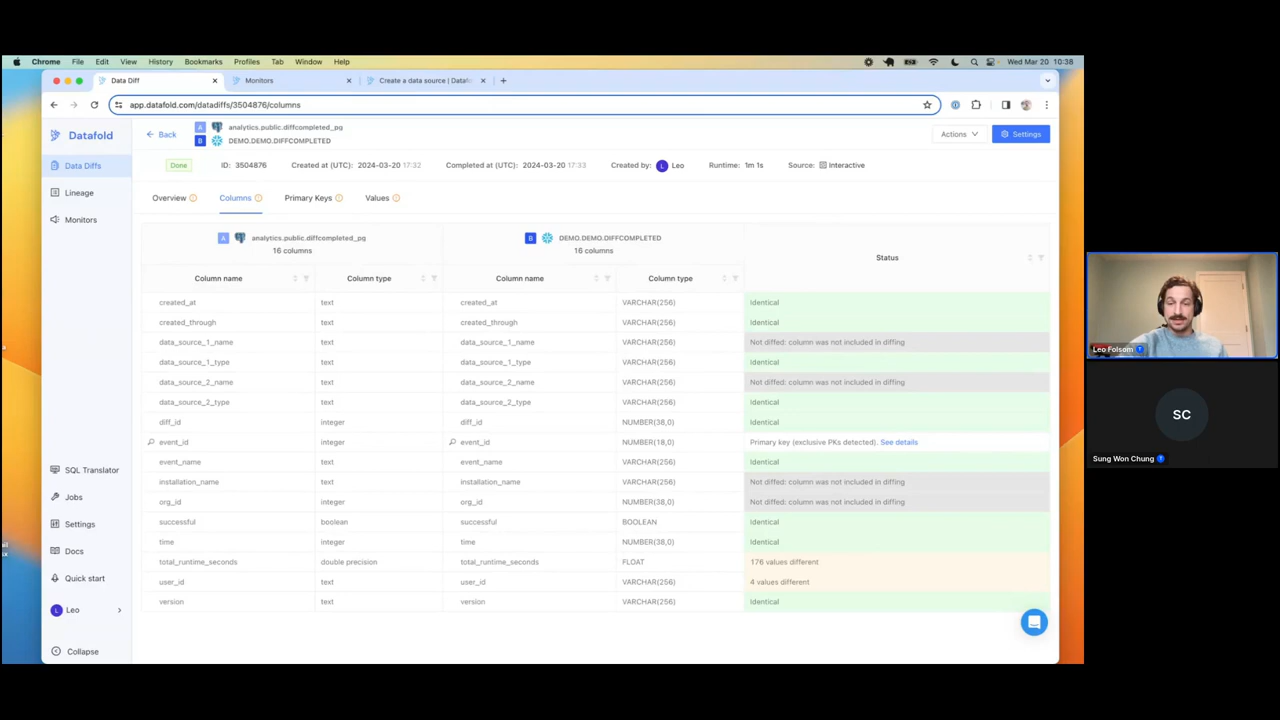 Chrome File Edit View History Bookmarks Profiles Tab Window Help Wed Mar 20 10:38
Data Diff Monitors Create a data source | Datafo
app.datafold.com/datadiffs/3504876/columns
Datafold Back A analytics.public.diffcompleted_pg Actions Settings
B DEMO.DEMO.DIFFCOMPLETED
Data Diffs Done ID: 3504876 Created at (UTC): 2024-03-20 17:32 Completed at (UTC): 2024-03-20 17:33 Created by: L Leo Runtime: 1m 1s Source: Interactive
Lineage Overview Columns Primary Keys Values
Monitors
A analytics.public.diffcompleted_pg B DEMO.DEMO.DIFFCOMPLETED Status
16 columns 16 columns
Column name Column type Column name Column type
created_at text created_at VARCHAR(256) Identical
created_through text created_through VARCHAR(256) Identical
data_source_1_name text data_source_1_name VARCHAR(256) Not diffed: column was not included in diffing
data_source_1_type text data_source_1_type VARCHAR(256) Identical
data_source_2_name text data_source_2_name VARCHAR(256) Not diffed: column was not included in diffing
data_source_2_type text data_source_2_type VARCHAR(256) Identical
diff_id integer diff_id NUMBER(38,0) Identical
event_id integer event_id NUMBER(18,0) Primary key (exclusive PKs detected). See details
event_name text event_name VARCHAR(256) Identical
installation_name text installation_name VARCHAR(256) Not diffed: column was not included in diffing
org_id integer org_id NUMBER(38,0) Not diffed: column was not included in diffing
successful boolean successful BOOLEAN Identical
time integer time NUMBER(38,0) Identical
total_runtime_seconds double precision total_runtime_seconds FLOAT 176 values different
user_id text user_id VARCHAR(256) 4 values different
version text version VARCHAR(256) Identical
SQL Translator
Jobs
Settings
Docs
Quick start
L Leo
Collapse
Leo Folsom
SC
Sung Won Chung